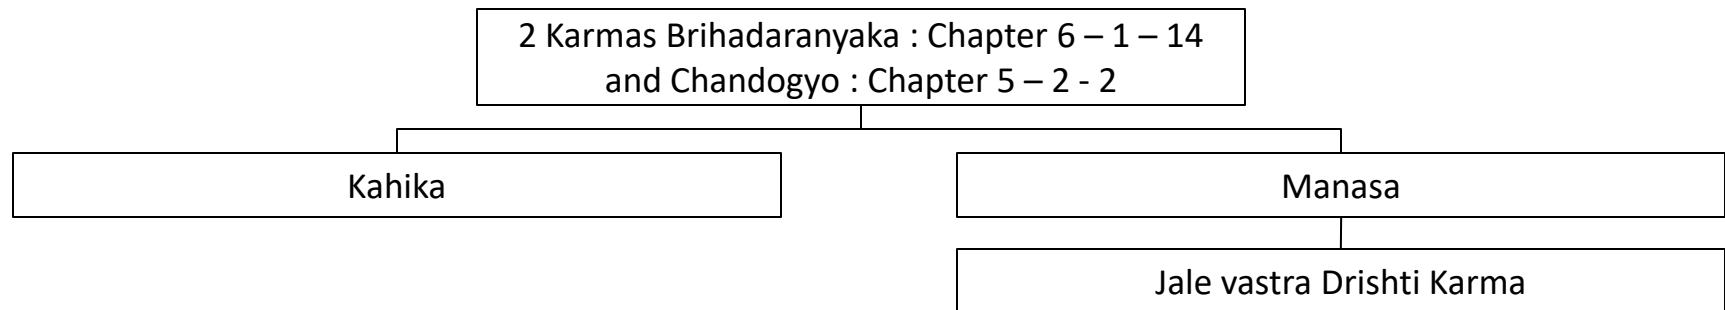 2 Karmas Brihadaranyaka : Chapter 6 – 1 – 14
and Chandogyo : Chapter 5 – 2 - 2
Kahika
Manasa
Jale vastra Drishti Karma